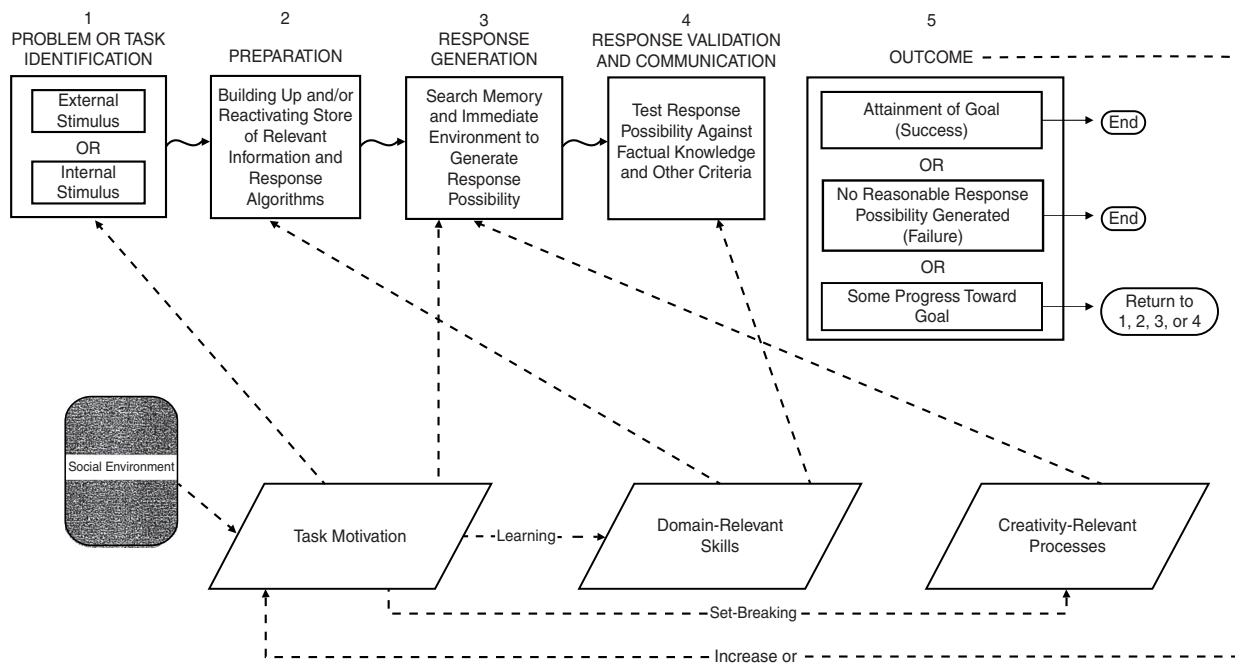 1
PROBLEM OR TASK
IDENTIFICATION
External
Stimulus
OR
Internal
Stimulus
2
PREPARATION
Building Up and/or
Reactivating Store
of Relevant
Information and
Response
Algorithms
3
RESPONSE
GENERATION
Search Memory
and Immediate
Environment to
Generate
Response
Possibility
4
RESPONSE VALIDATION
AND COMMUNICATION
Test Response
Possibility Against
Factual Knowledge
and Other Criteria
5
OUTCOME
Attainment of Goal
(Success)
End
OR
No Reasonable Response
Possibility Generated
(Failure)
End
OR
Some Progress Toward
Goal
Return to
1, 2, 3, or 4
Social Environment
Task Motivation
Learning
Domain-Relevant
Skills
Creativity-Relevant
Processes
Set-Breaking
Increase or